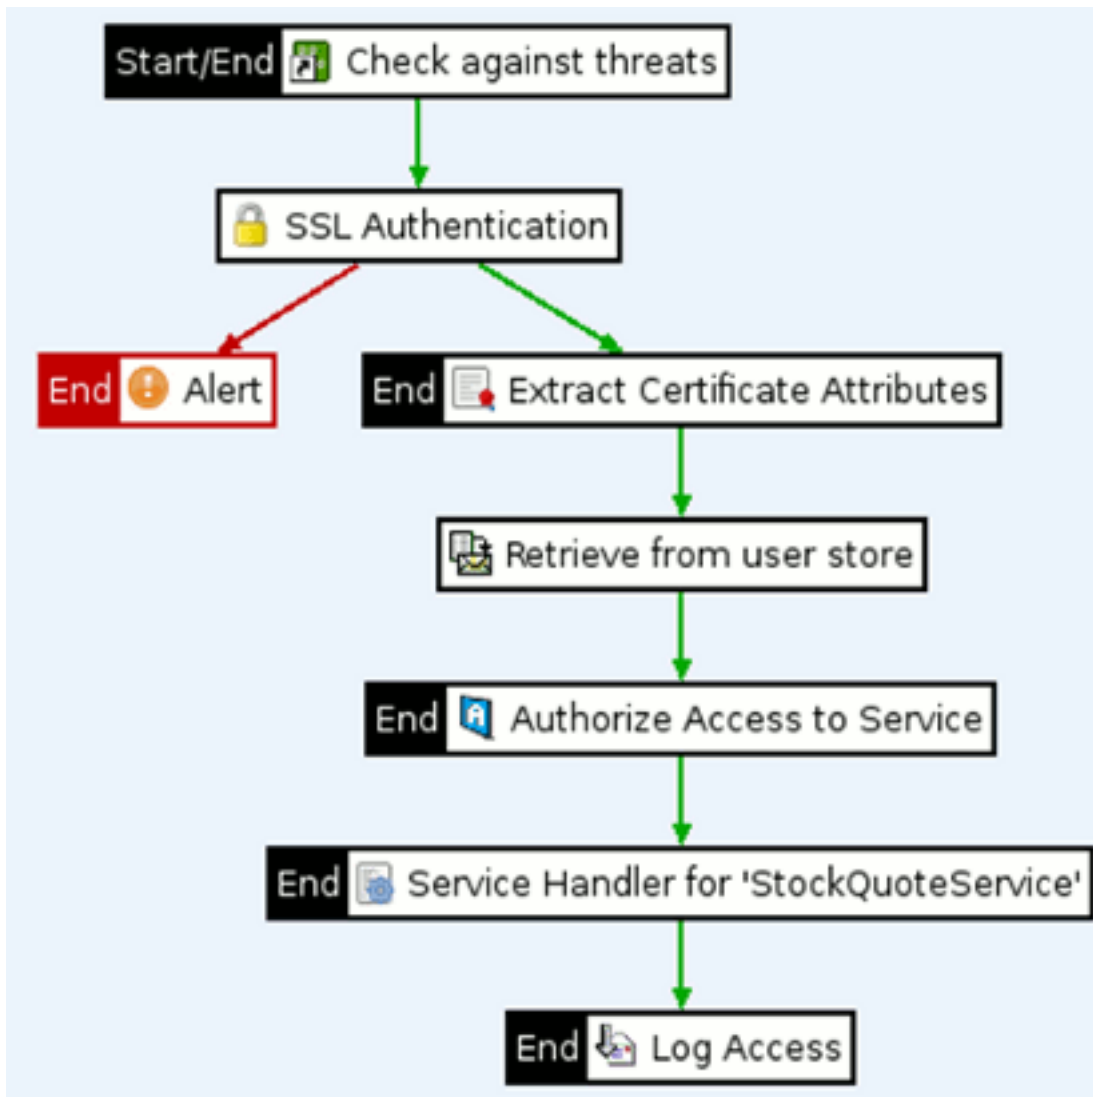 Start/End Check against threats
SSL Authentication
End Alert
End Extract Certificate Attributes
Retrieve from user store
End Authorize Access to Service
End Service Handler for 'StockQuoteService'
End Log Access